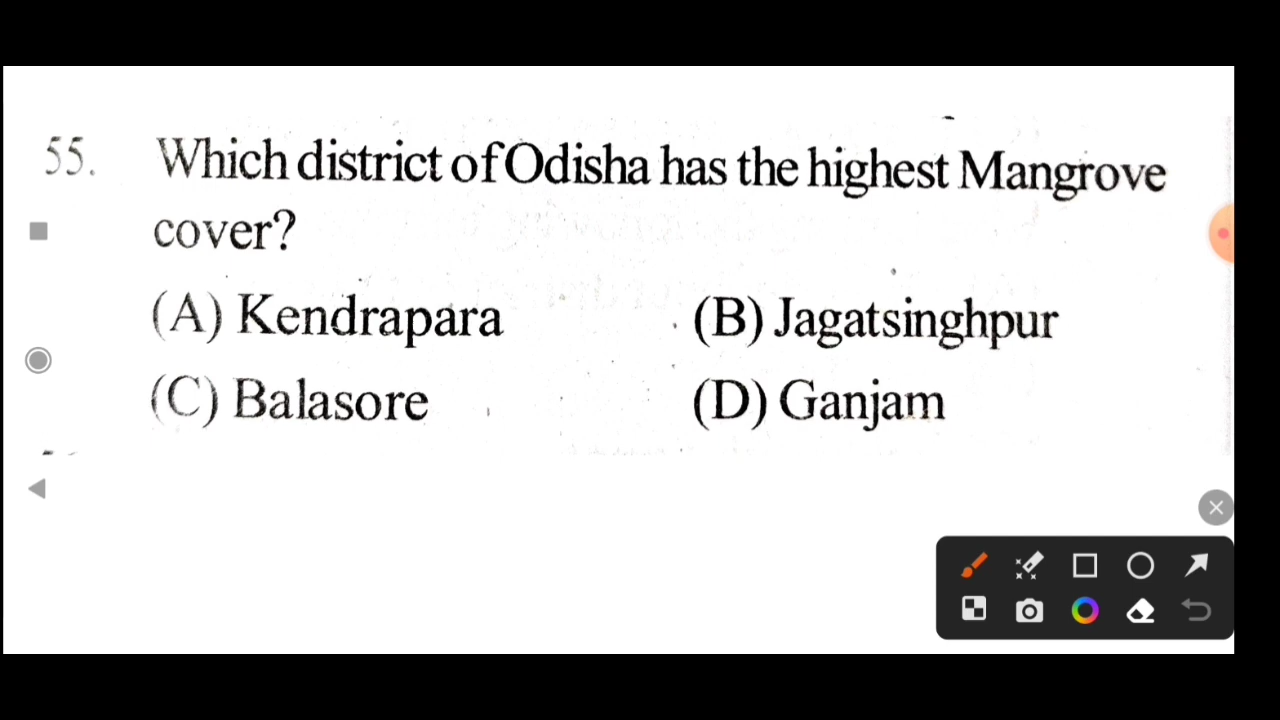 55. Which district of Odisha has the highest Mangrove
cover?
(A) Kendrapara (B) Jagatsinghpur
(C) Balasore (D) Ganjam